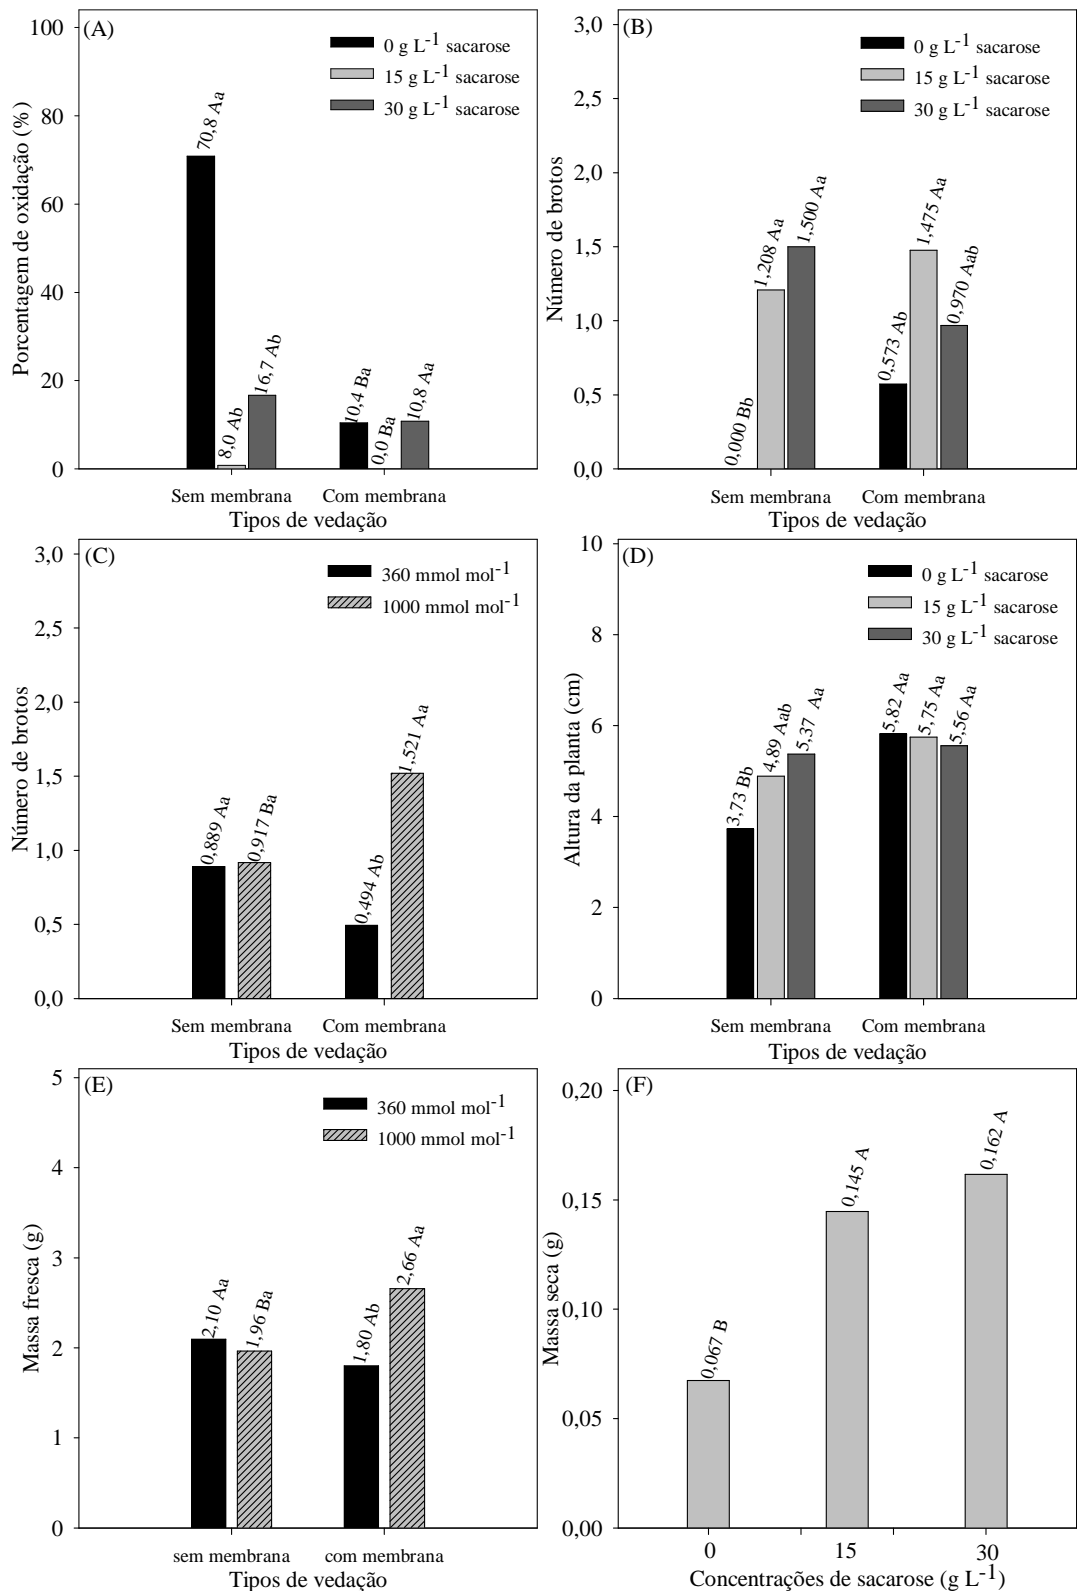 (A)
0 g L-1 sacarose
15 g L-1 sacarose
30 g L-1 sacarose
Porcentagem de oxidação (%)
100
80
60
40
20
0
70,8 Aa
8,0 Ab
16,7 Ab
10,4 Ba
0,0 Ba
10,8 Aa
Sem membrana
Com membrana
Tipos de vedação
(B)
0 g L-1 sacarose
15 g L-1 sacarose
30 g L-1 sacarose
Número de brotos
3,0
2,5
2,0
1,5
1,0
0,5
0,0
0,000 Bb
1,208 Aa
1,500 Aa
0,573 Ab
1,475 Aa
0,970 Aab
Sem membrana
Com membrana
Tipos de vedação
(C)
360 mmol mol-1
1000 mmol mol-1
Número de brotos
3,0
2,5
2,0
1,5
1,0
0,5
0,0
0,889 Aa
0,917 Ba
0,494 Ab
1,521 Aa
Sem membrana
Com membrana
Tipos de vedação
(D)
0 g L-1 sacarose
15 g L-1 sacarose
30 g L-1 sacarose
Altura da planta (cm)
10
8
6
4
2
0
3,73 Bb
4,89 Aab
5,37 Aa
5,82 Aa
5,75 Aa
5,56 Aa
Sem membrana
Com membrana
Tipos de vedação
(E)
360 mmol mol-1
1000 mmol mol-1
Massa fresca (g)
5
4
3
2
1
0
2,10 Aa
1,96 Ba
1,80 Ab
2,66 Aa
sem membrana
com membrana
Tipos de vedação
(F)
Massa seca (g)
0,20
0,15
0,10
0,05
0,00
0,067 B
0,145 A
0,162 A
0
15
30
Concentrações de sacarose (g L-1)